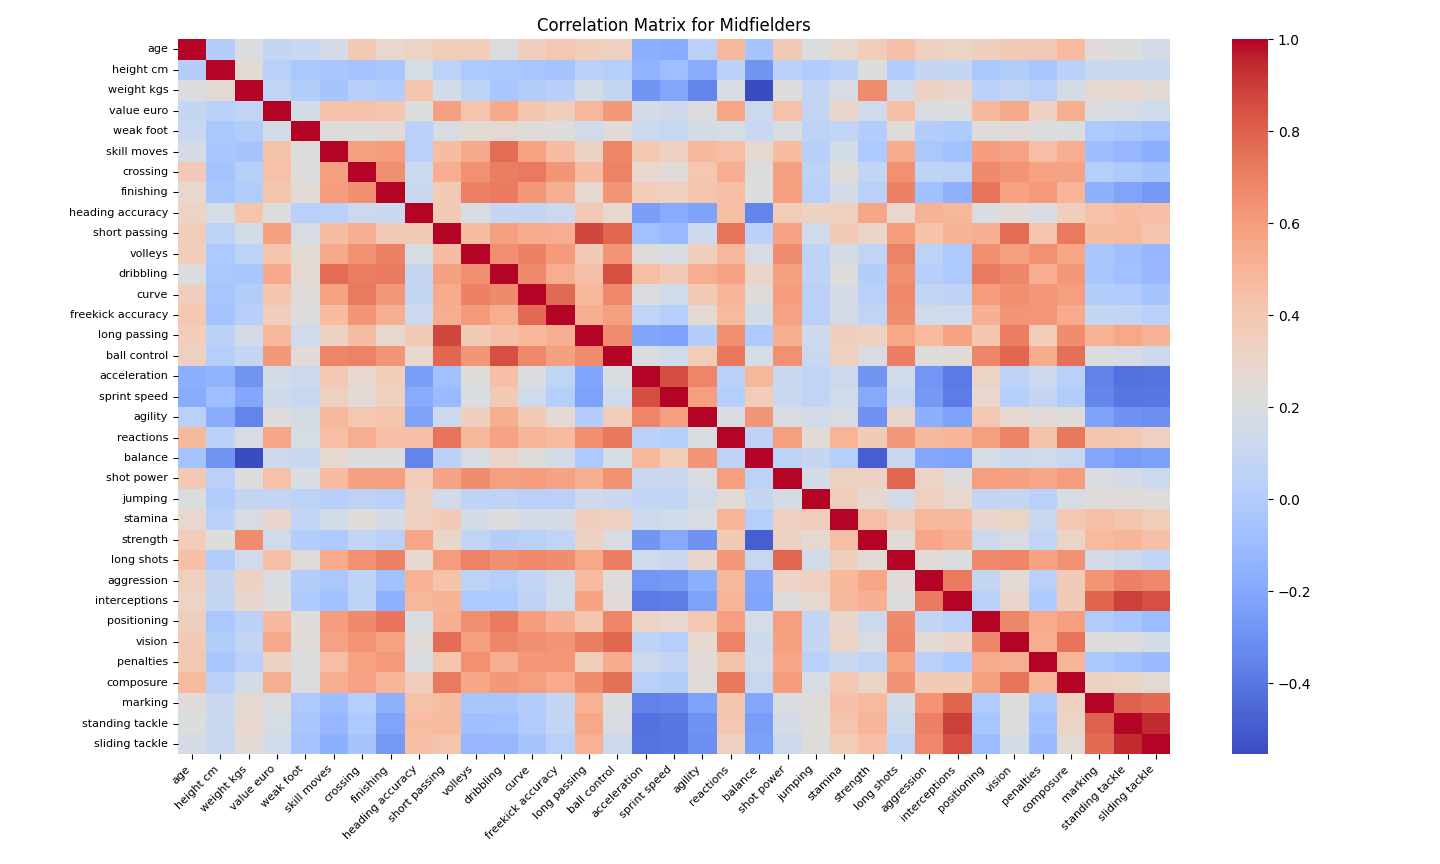 Correlation Matrix for Midfielders
age
height cm
weight kgs
value euro
weak foot
skill moves
crossing
finishing
heading accuracy
short passing
volleys
dribbling
curve
freekick accuracy
long passing
ball control
acceleration
sprint speed
agility
reactions
balance
shot power
jumping
stamina
strength
long shots
aggression
interceptions
positioning
vision
penalties
composure
marking
standing tackle
sliding tackle
age
height cm
weight kgs
value euro
weak foot
skill moves
crossing
finishing
heading accuracy
short passing
volleys
dribbling
curve
freekick accuracy
long passing
ball control
acceleration
sprint speed
agility
reactions
balance
shot power
jumping
stamina
strength
long shots
aggression
interceptions
positioning
vision
penalties
composure
marking
standing tackle
sliding tackle
1.0
0.8
0.6
0.4
0.2
0.0
−0.2
−0.4